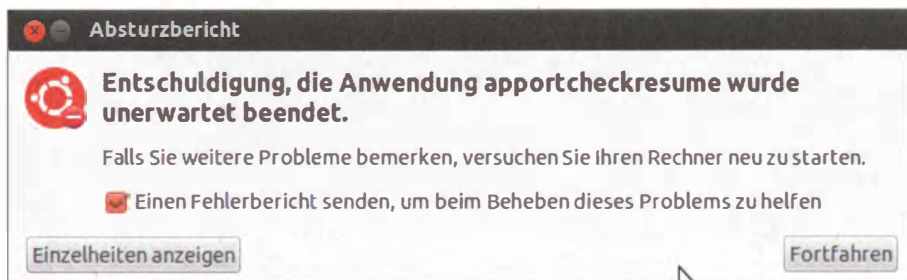 Absturzbericht
Entschuldigung, die Anwendung apportcheckresume wurde
unerwartet beendet.
Falls Sie weitere Probleme bemerken, versuchen Sie Ihren Rechner neu zu starten.
Einen Fehlerbericht senden, um beim Beheben dieses Problems zu helfen
Einzelheiten anzeigen
Fortfahren